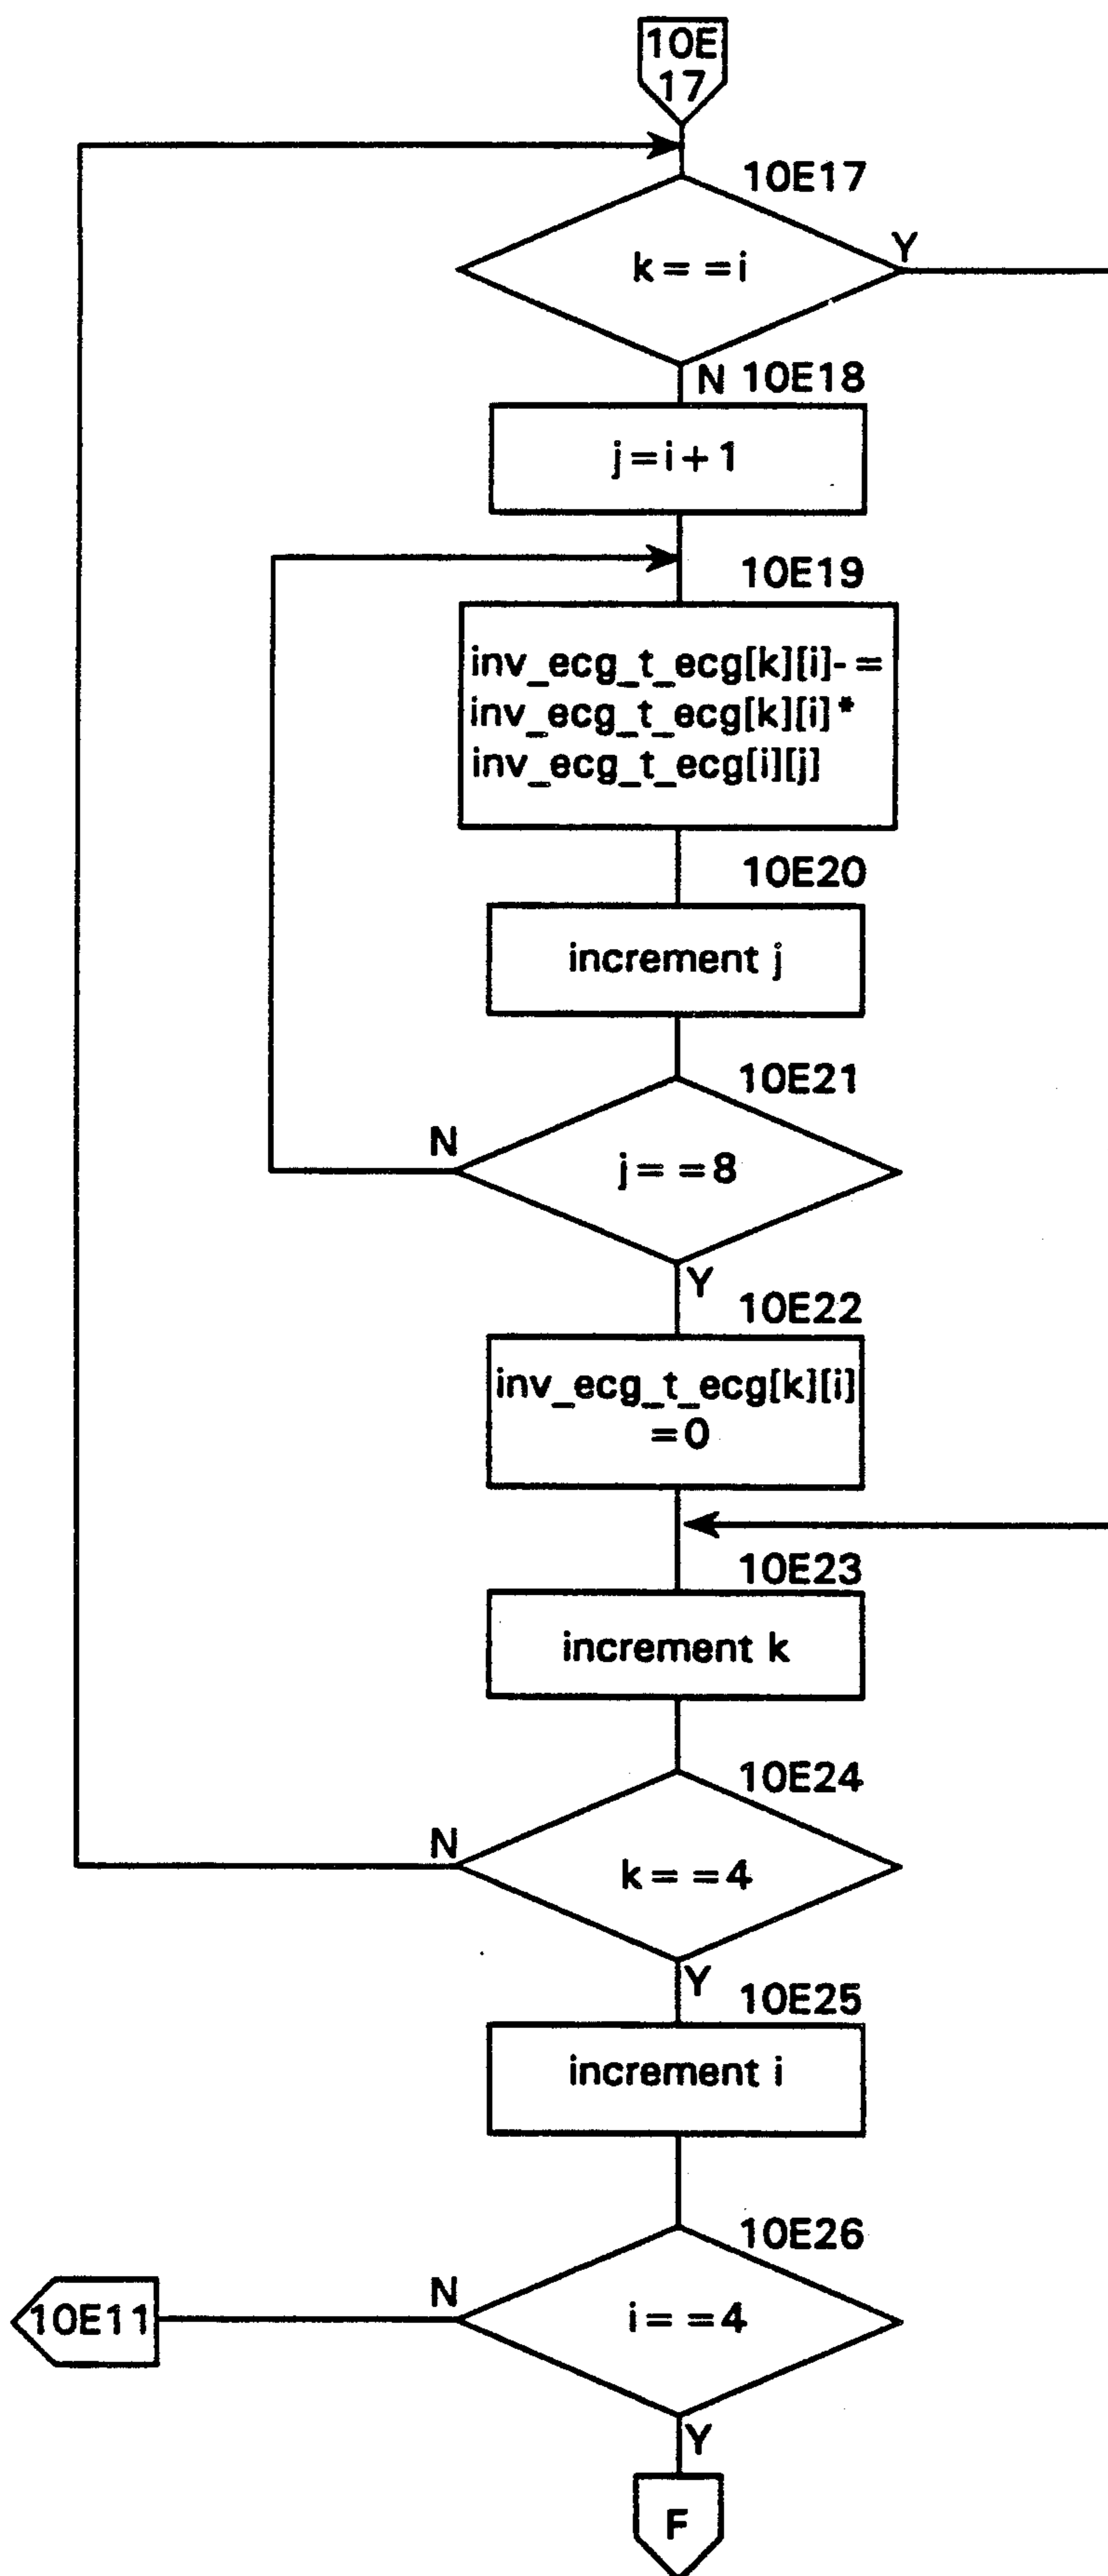 10E
17
10E17
k==i
Y
N 10E18
j=i+1
10E19
inv_ecg_t_ecg[k][i]-=
inv_ecg_t_ecg[k][i]*
inv_ecg_t_ecg[i][j]
10E20
increment j
10E21
N
j==8
Y
10E22
inv_ecg_t_ecg[k][i]
=0
10E23
increment k
10E24
N
k==4
Y
10E25
increment i
10E26
N
10E11
i==4
Y
F